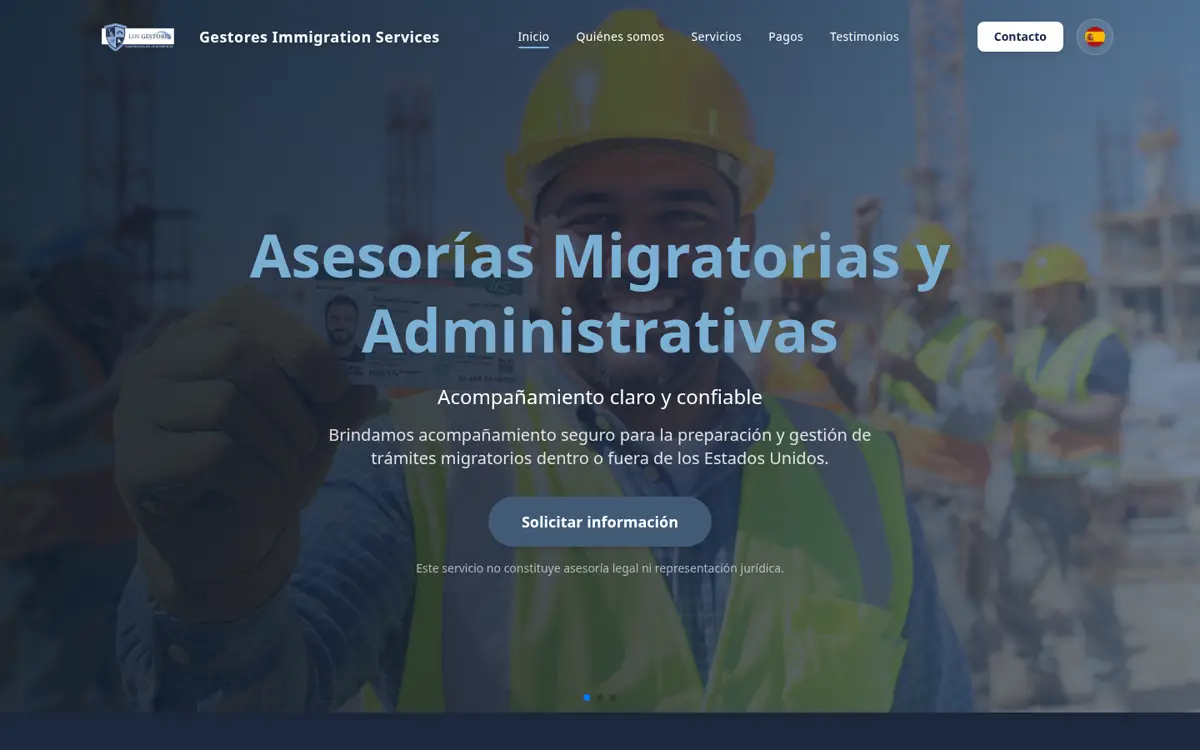 LOS GESTORES
Gestores Immigration Services
Inicio
Quiénes somos
Servicios
Pagos
Testimonios
Contacto
Asesorías Migratorias y
Administrativas
Acompañamiento claro y confiable
Brindamos acompañamiento seguro para la preparación y gestión de
trámites migratorios dentro o fuera de los Estados Unidos.
Solicitar información
Este servicio no constituye asesoría legal ni representación jurídica.